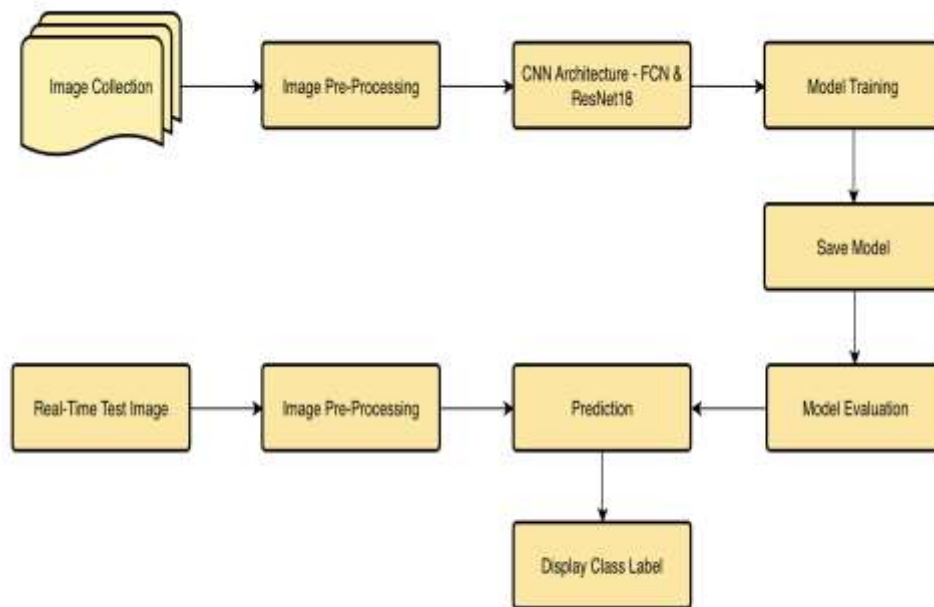 Image Collection
Image Pre-Processing
CNN Architecture - FCN &
ResNet18
Model Training
Save Model
Real-Time Test Image
Image Pre-Processing
Prediction
Model Evaluation
Display Class Label